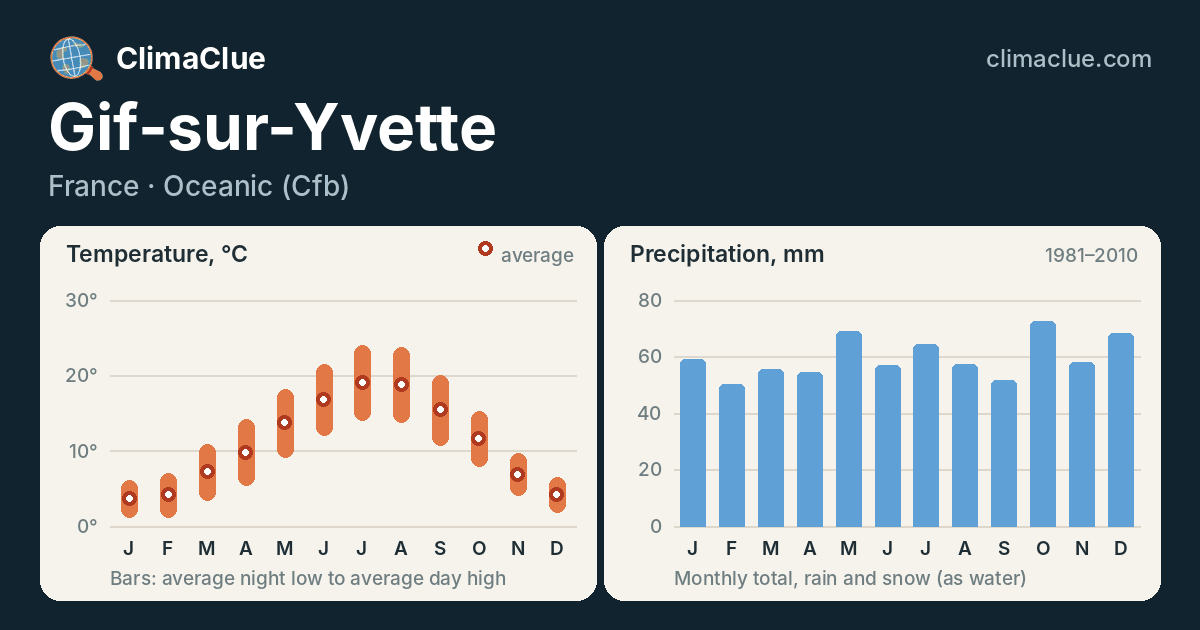 ClimaClue
climaclue.com
Gif-sur-Yvette
France · Oceanic (Cfb)
Temperature, °C
average
30°
20°
10°
0°
J F M A M J J A S O N D
Bars: average night low to average day high
Precipitation, mm
1981–2010
80
60
40
20
0
J F M A M J J A S O N D
Monthly total, rain and snow (as water)